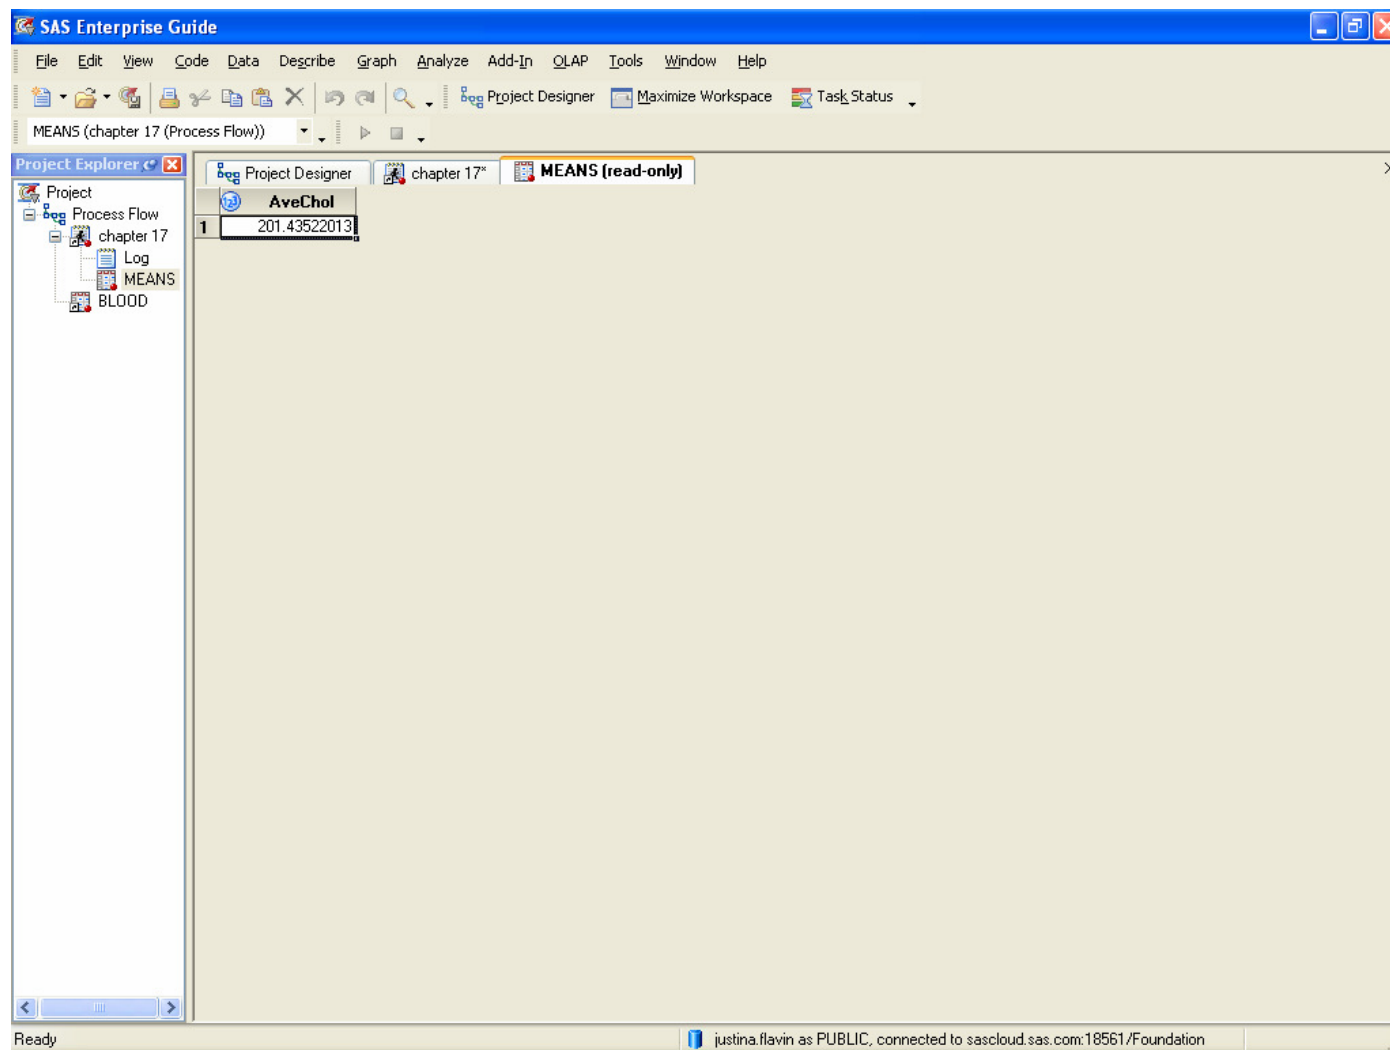 SAS Enterprise Guide
File Edit View Code Data Describe Graph Analyze Add-In OLAP Tools Window Help
Project Designer Maximize Workspace Task Status
MEANS (chapter 17 (Process Flow))
Project Explorer
Project
Process Flow
chapter 17
Log
MEANS
BLOOD
Project Designer chapter 17* MEANS (read-only)
AveChol
1 201.43522013
Ready justina.flavin as PUBLIC, connected to sascloud.sas.com:18561/Foundation